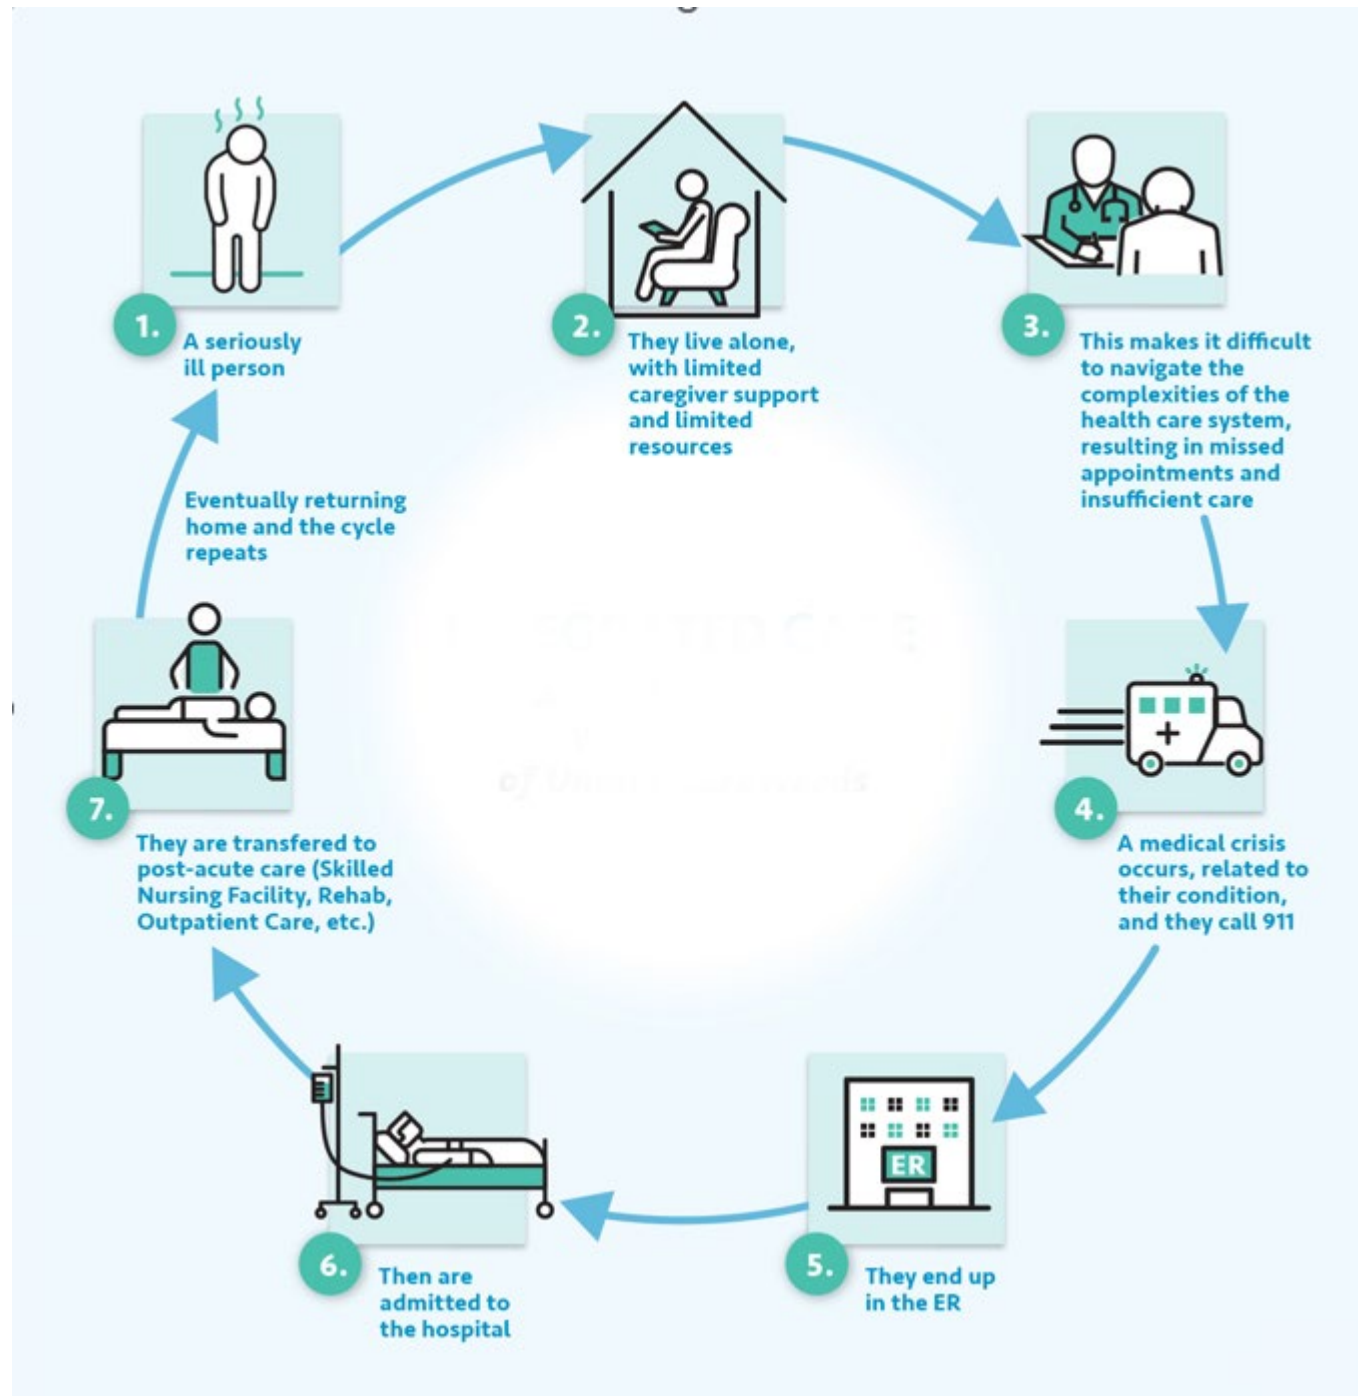 1.
A seriously
ill person
2.
They live alone,
with limited
caregiver support
and limited
resources
3.
This makes it difficult
to navigate the
complexities of the
health care system,
resulting in missed
appointments and
insufficient care
4.
A medical crisis
occurs, related to
their condition,
and they call 911
5.
ER
They end up
in the ER
6.
Then are
admitted to
the hospital
7.
They are transfered to
post-acute care (Skilled
Nursing Facility, Rehab,
Outpatient Care, etc.)
Eventually returning
home and the cycle
repeats